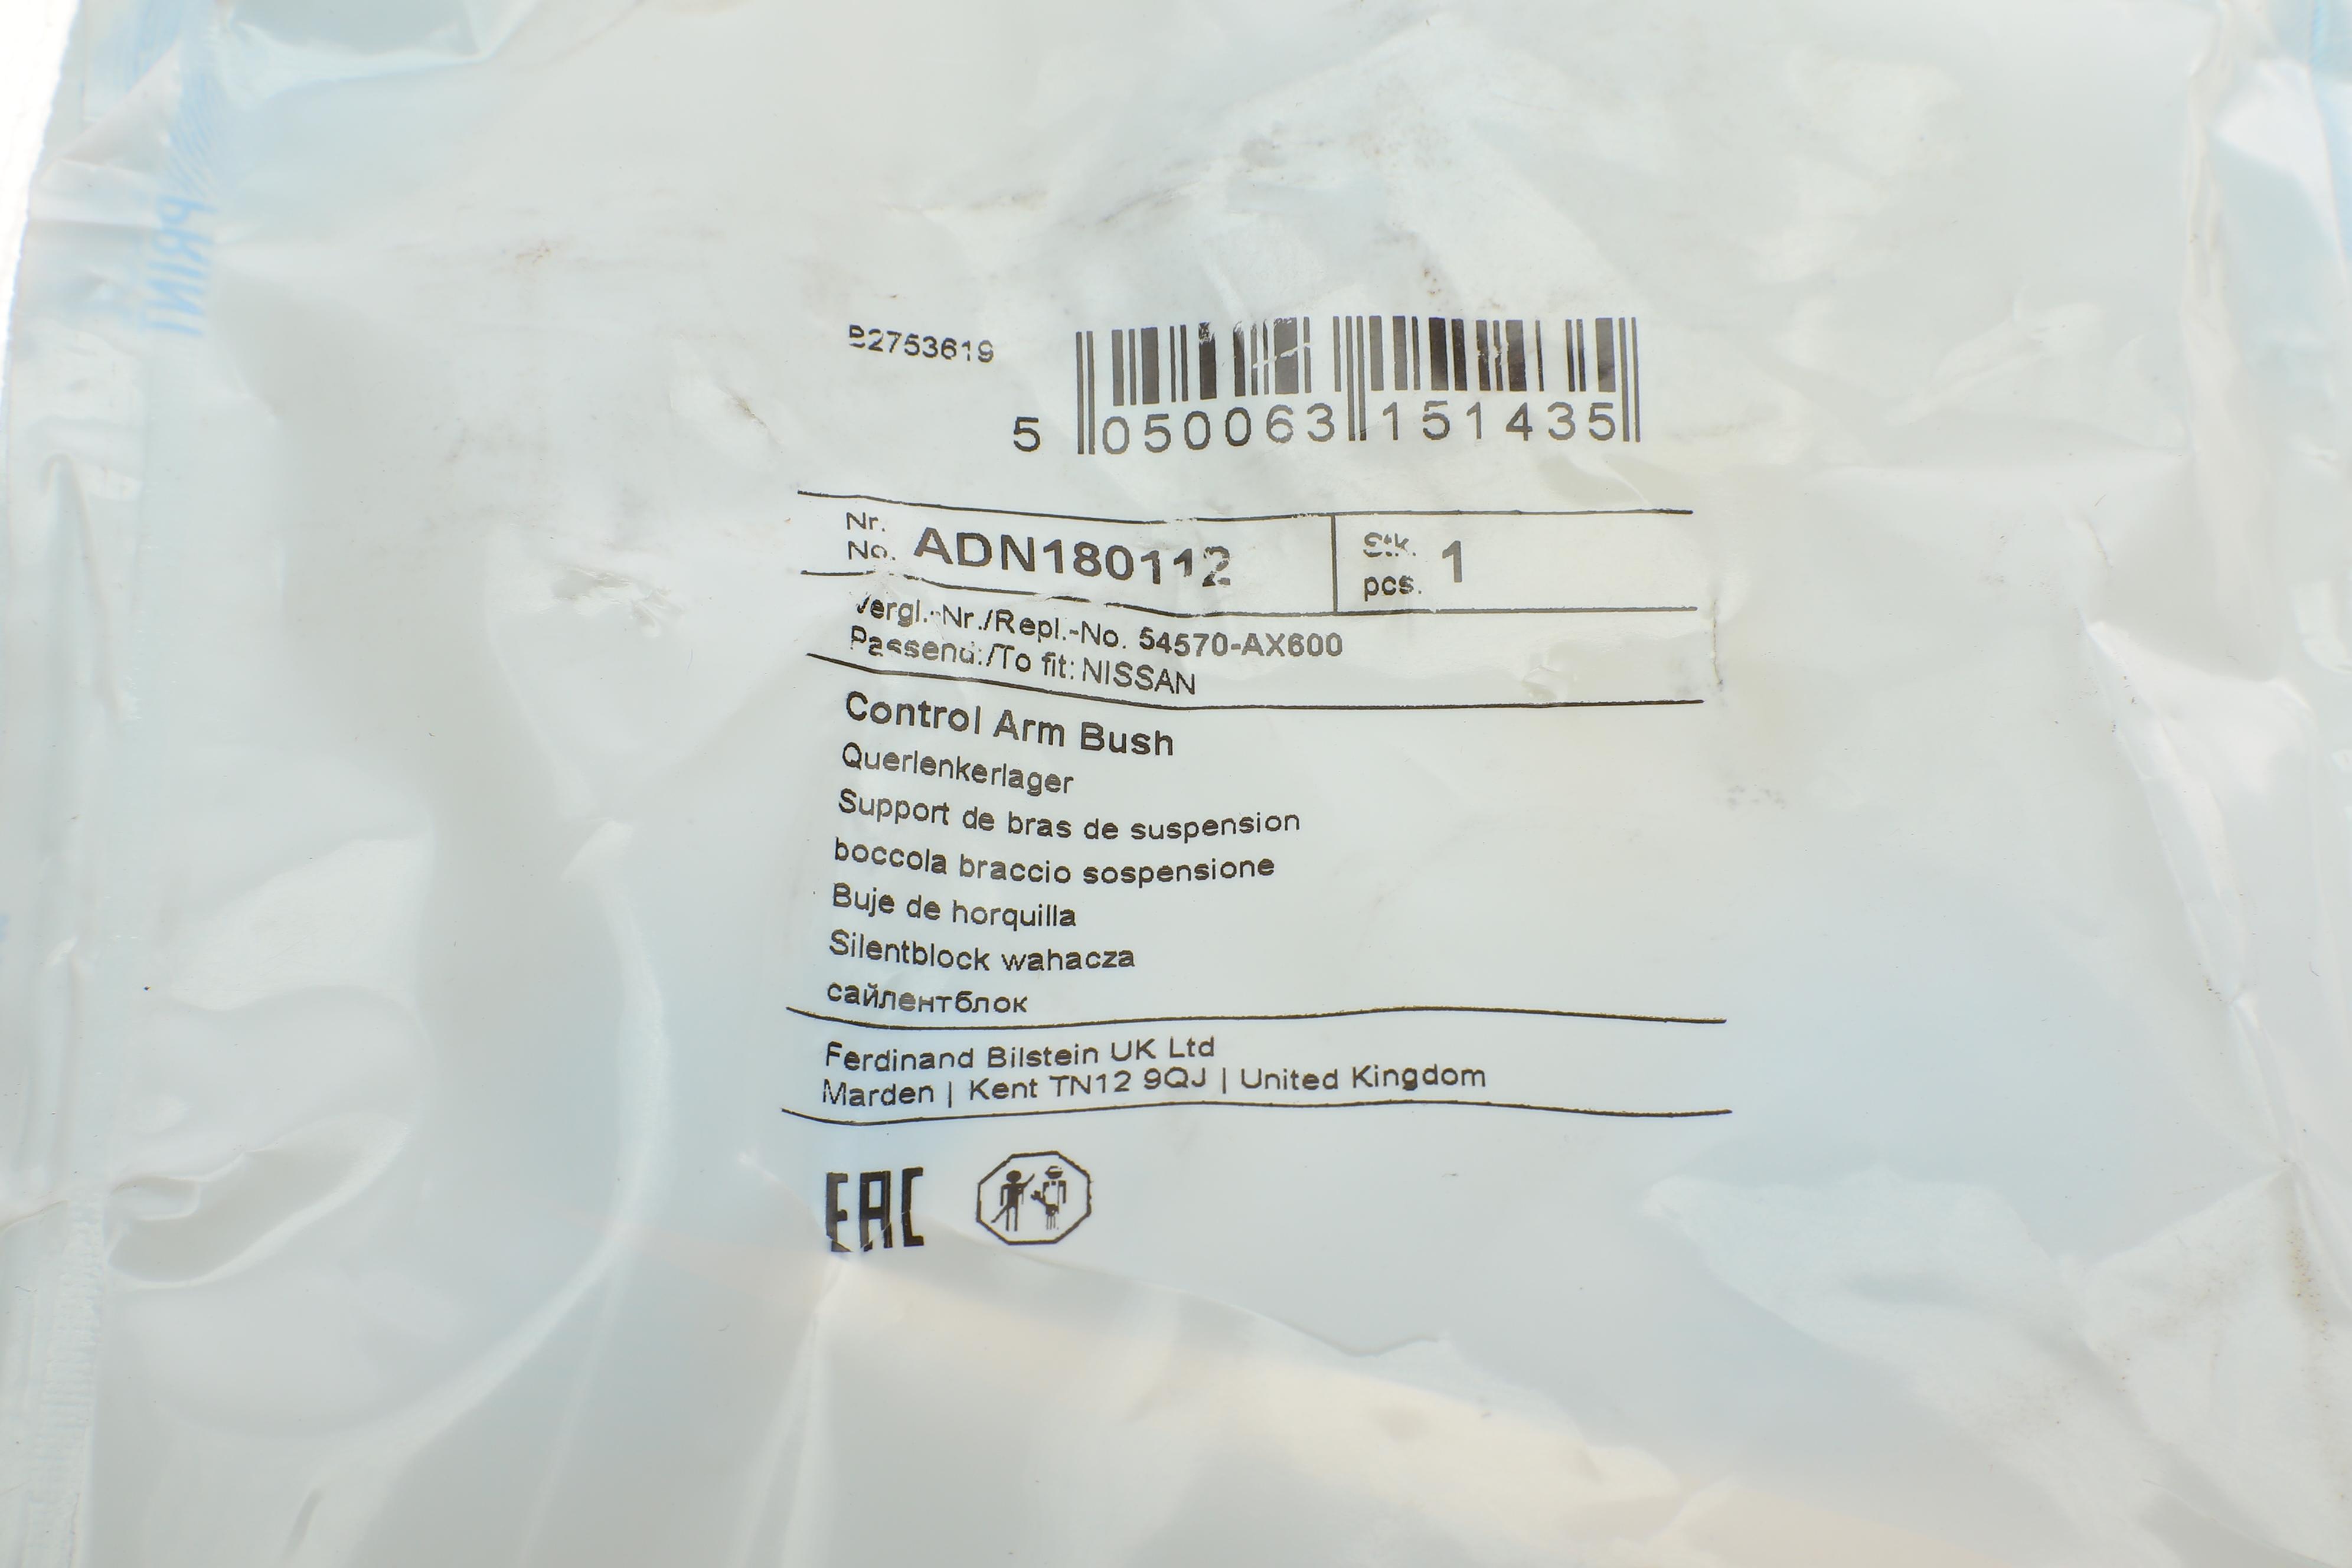 B2753619
5 050063 151435
Nr.
No. ADN180112
Stk.
pcs. 1
Vergl.-Nr./Repl.-No. 54570-AX600
Passend:/To fit: NISSAN
Control Arm Bush
Querlenkerlager
Support de bras de suspension
boccola braccio sospensione
Buje de horquilla
Silentblock wahacza
сайлентблок
Ferdinand Bilstein UK Ltd
Marden | Kent TN12 9QJ | United Kingdom
EAC